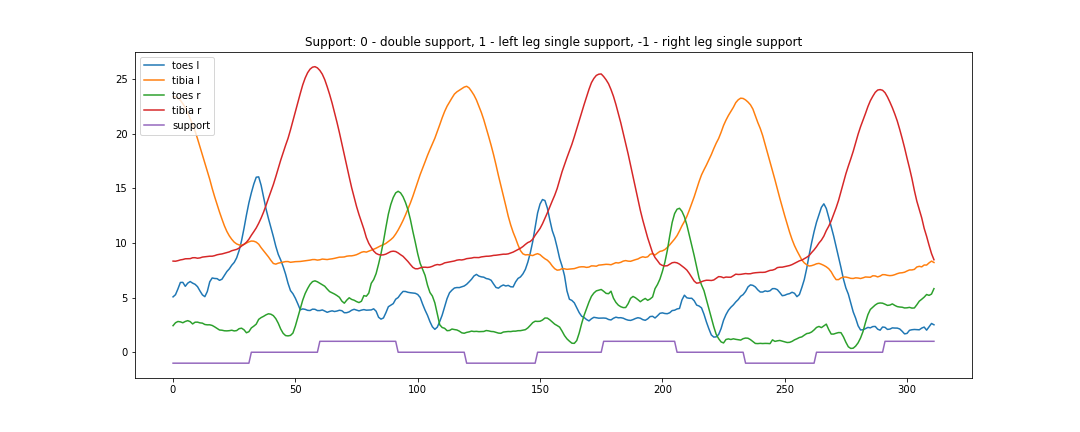 Support: 0 - double support, 1 - left leg single support, -1 - right leg single support
toes l
tibia l
toes r
tibia r
support
25
20
15
10
5
0
0 50 100 150 200 250 300